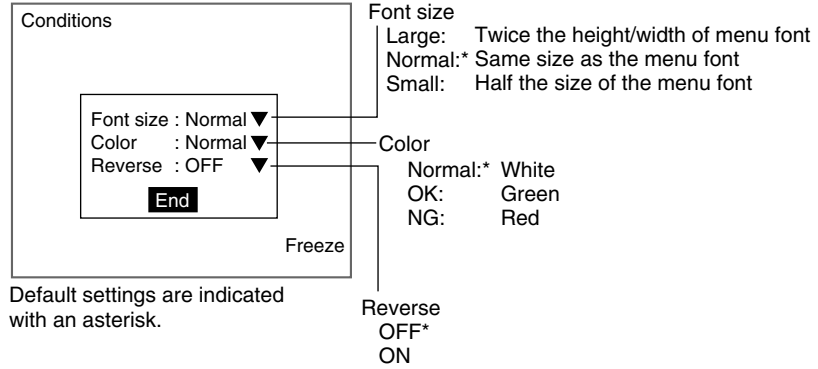 Conditions
Font size : Normal ▼
Color : Normal ▼
Reverse : OFF ▼
End
Freeze
Default settings are indicated
with an asterisk.
Font size
Large: Twice the height/width of menu font
Normal:* Same size as the menu font
Small: Half the size of the menu font
Color
Normal:* White
OK: Green
NG: Red
Reverse
OFF*
ON